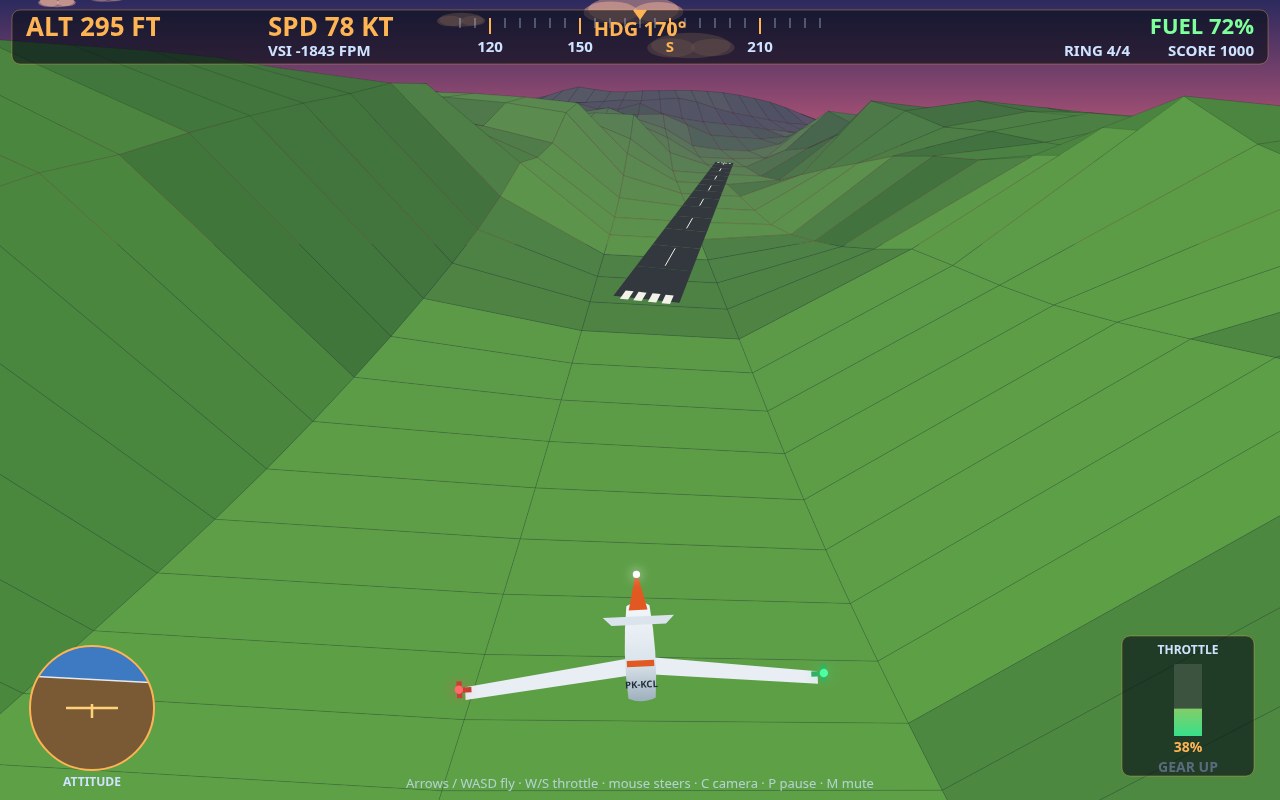 ALT 295 FT
SPD 78 KT
VSI -1843 FPM
HDG 170°
120 150 S 210
FUEL 72%
RING 4/4 SCORE 1000
PK-KCL
ATTITUDE
THROTTLE
38%
GEAR UP
Arrows / WASD fly · W/S throttle · mouse steers · C camera · P pause · M mute